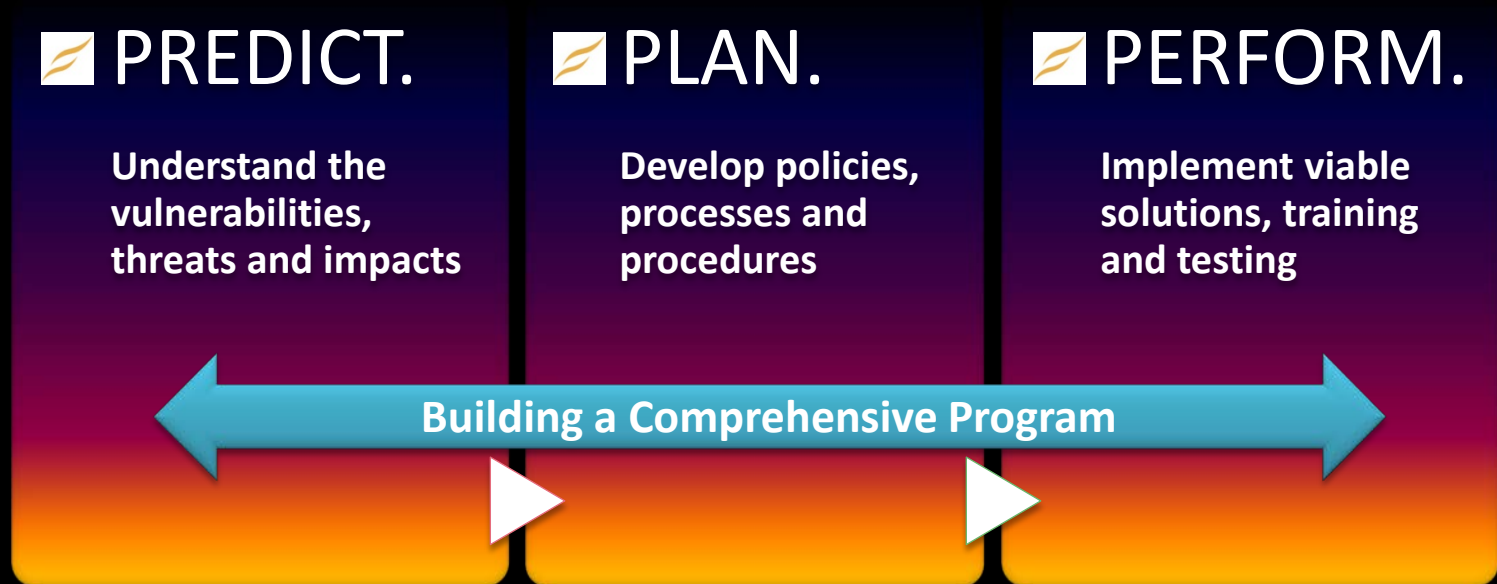 PREDICT.
Understand the
vulnerabilities,
threats and impacts
PLAN.
Develop policies,
processes and
procedures
PERFORM.
Implement viable
solutions, training
and testing
Building a Comprehensive Program